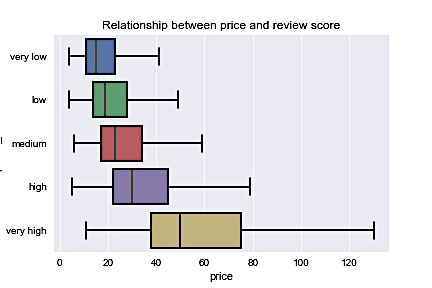 Relationship between price and review score
very low
low
medium
high
very high
0 20 40 60 80 100 120
price